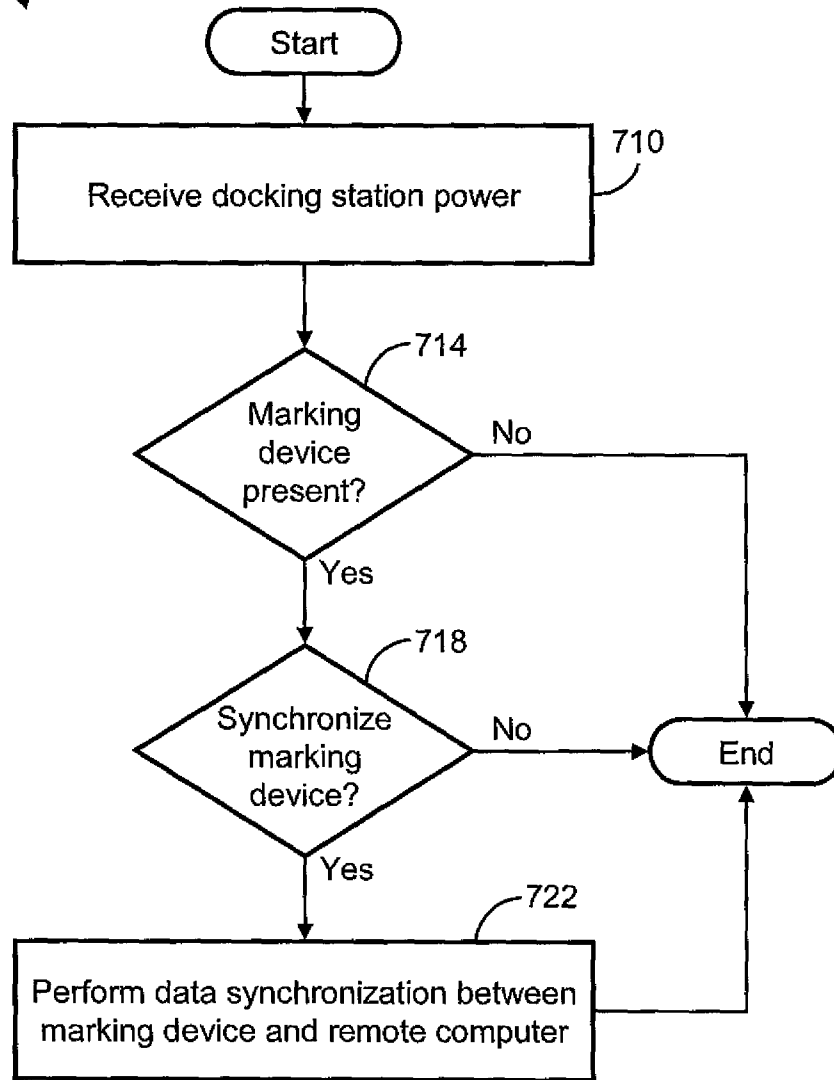 Start
710
Receive docking station power
714
Marking
device
present?
No
Yes
718
Synchronize
marking
device?
No
End
Yes
722
Perform data synchronization between
marking device and remote computer